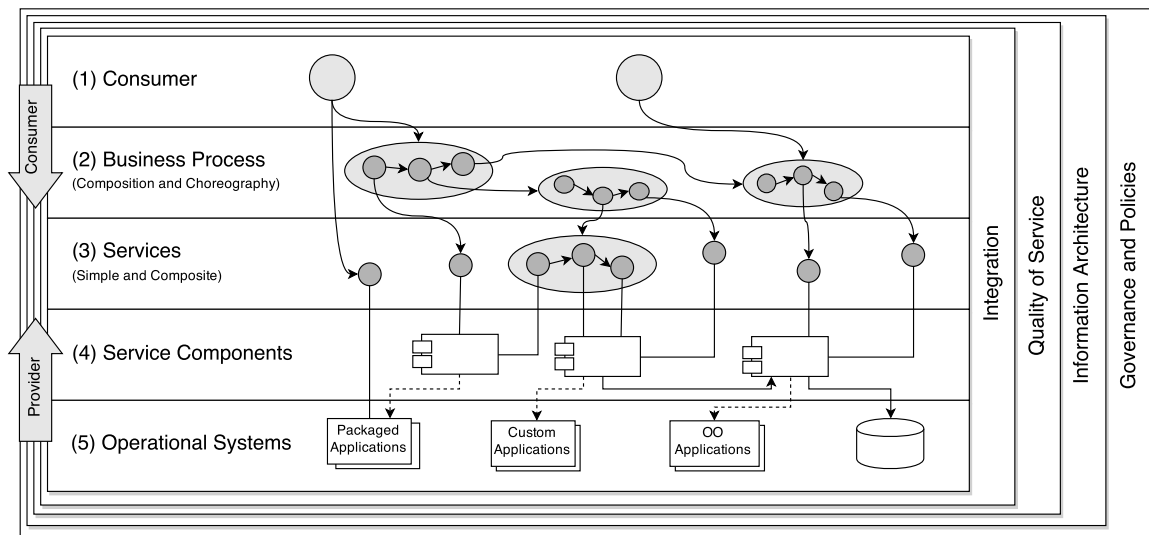 (1) Consumer
(2) Business Process
(Composition and Choreography)
(3) Services
(Simple and Composite)
(4) Service Components
(5) Operational Systems
Packaged
Applications
Custom
Applications
OO
Applications
Consumer
Provider
Integration
Quality of Service
Information Architecture
Governance and Policies